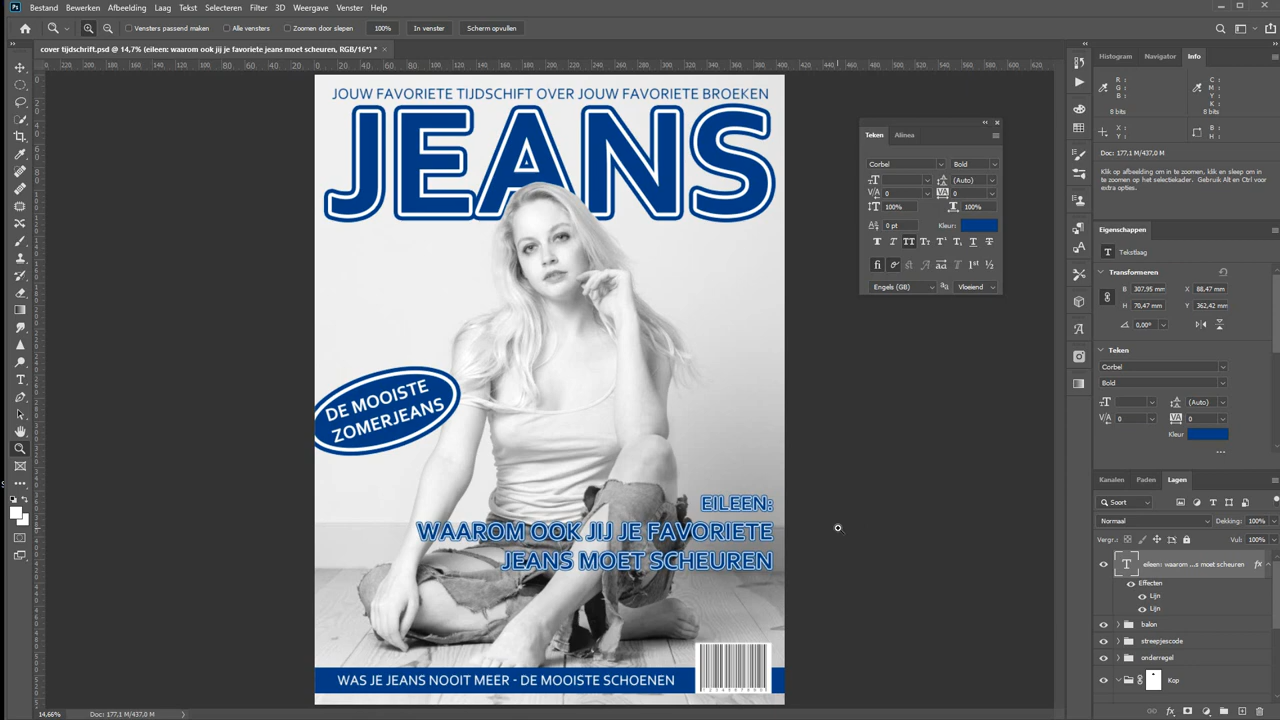 Bestand Bewerken Afbeelding Laag Tekst Selecteren Filter 3D Weergave Venster Help
Vensters passend maken Alle vensters Zoomen door slepen 100% In venster Scherm opvullen
cover tijdschrift.psd @ 14,7% (eileen: waarom ook jij je favoriete jeans moet scheuren, RGB/16*) * ×
JOUW FAVORIETE TIJDSCHIFT OVER JOUW FAVORIETE BROEKEN
JEANS
DE MOOISTE
ZOMERJEANS
EILEEN:
WAAROM OOK JIJ JE FAVORIETE
JEANS MOET SCHEUREN
WAS JE JEANS NOOIT MEER - DE MOOISTE SCHOENEN
Teken Alinea
Corbel Bold
(Auto)
0 0
100% 100%
0 pt Kleur:
Engels (GB) Vloeiend
Histogram Navigator Info
R: C:
G: M:
B: Y:
K:
8 bits 8 bits
X: B:
Y: H:
Doc: 177,1 M/437,0 M
Klik op afbeelding om in te zoomen, klik en sleep om
in te zoomen op het selectiekader. Gebruik Alt en Ctrl voor
extra opties.
Eigenschappen
Tekstlaag
Transformeren
B 307,95 mm X 88,47 mm
H 70,47 mm Y 362,42 mm
0,00°
Teken
Corbel
Bold
(Auto)
0 0
Kleur
Kanalen Paden Lagen
Soort
Normaal Dekking: 100%
Vergr.: Vul: 100%
eileen: waarom ...s moet scheuren fx
Effecten
Lijn
Lijn
balon
streepjescode
onderregel
Kop
14,66% Doc: 177,1 M/437,0 M